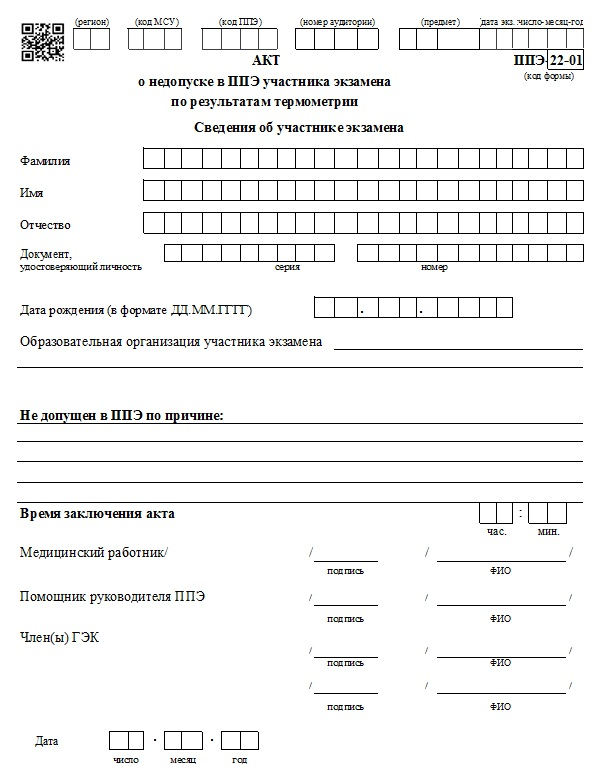 (регион) (код МСУ) (код ППЭ) (номер аудитории) (предмет) дата экз. число-месяц-год
АКТ ППЭ-22-01
(код формы)
о недопуске в ППЭ участника экзамена
по результатам термометрии
Сведения об участнике экзамена
Фамилия
Имя
Отчество
Документ,
удостоверяющий личность серия номер
Дата рождения (в формате ДД.ММ.ГГГГ) . .
Образовательная организация участника экзамена
Не допущен в ППЭ по причине:
Время заключения акта :
час. мин.
Медицинский работник/ / / /
подпись ФИО
Помощник руководителя ППЭ / / /
подпись ФИО
Член(ы) ГЭК
/ / /
подпись ФИО
/ / /
подпись ФИО
Дата . .
число месяц год